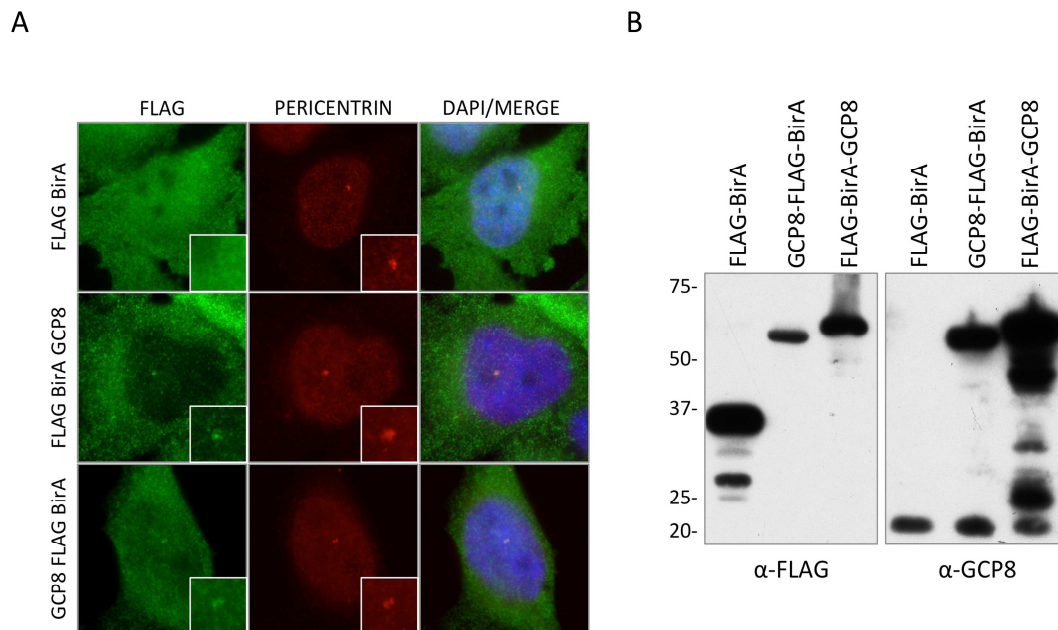 A
B
FLAG
PERICENTRIN
DAPI/MERGE
FLAG BirA
FLAG BirA GCP8
GCP8 FLAG BirA
FLAG-BirA
GCP8-FLAG-BirA
FLAG-BirA-GCP8
FLAG-BirA
GCP8-FLAG-BirA
FLAG-BirA-GCP8
75-
50-
37-
25-
20-
α-FLAG
α-GCP8